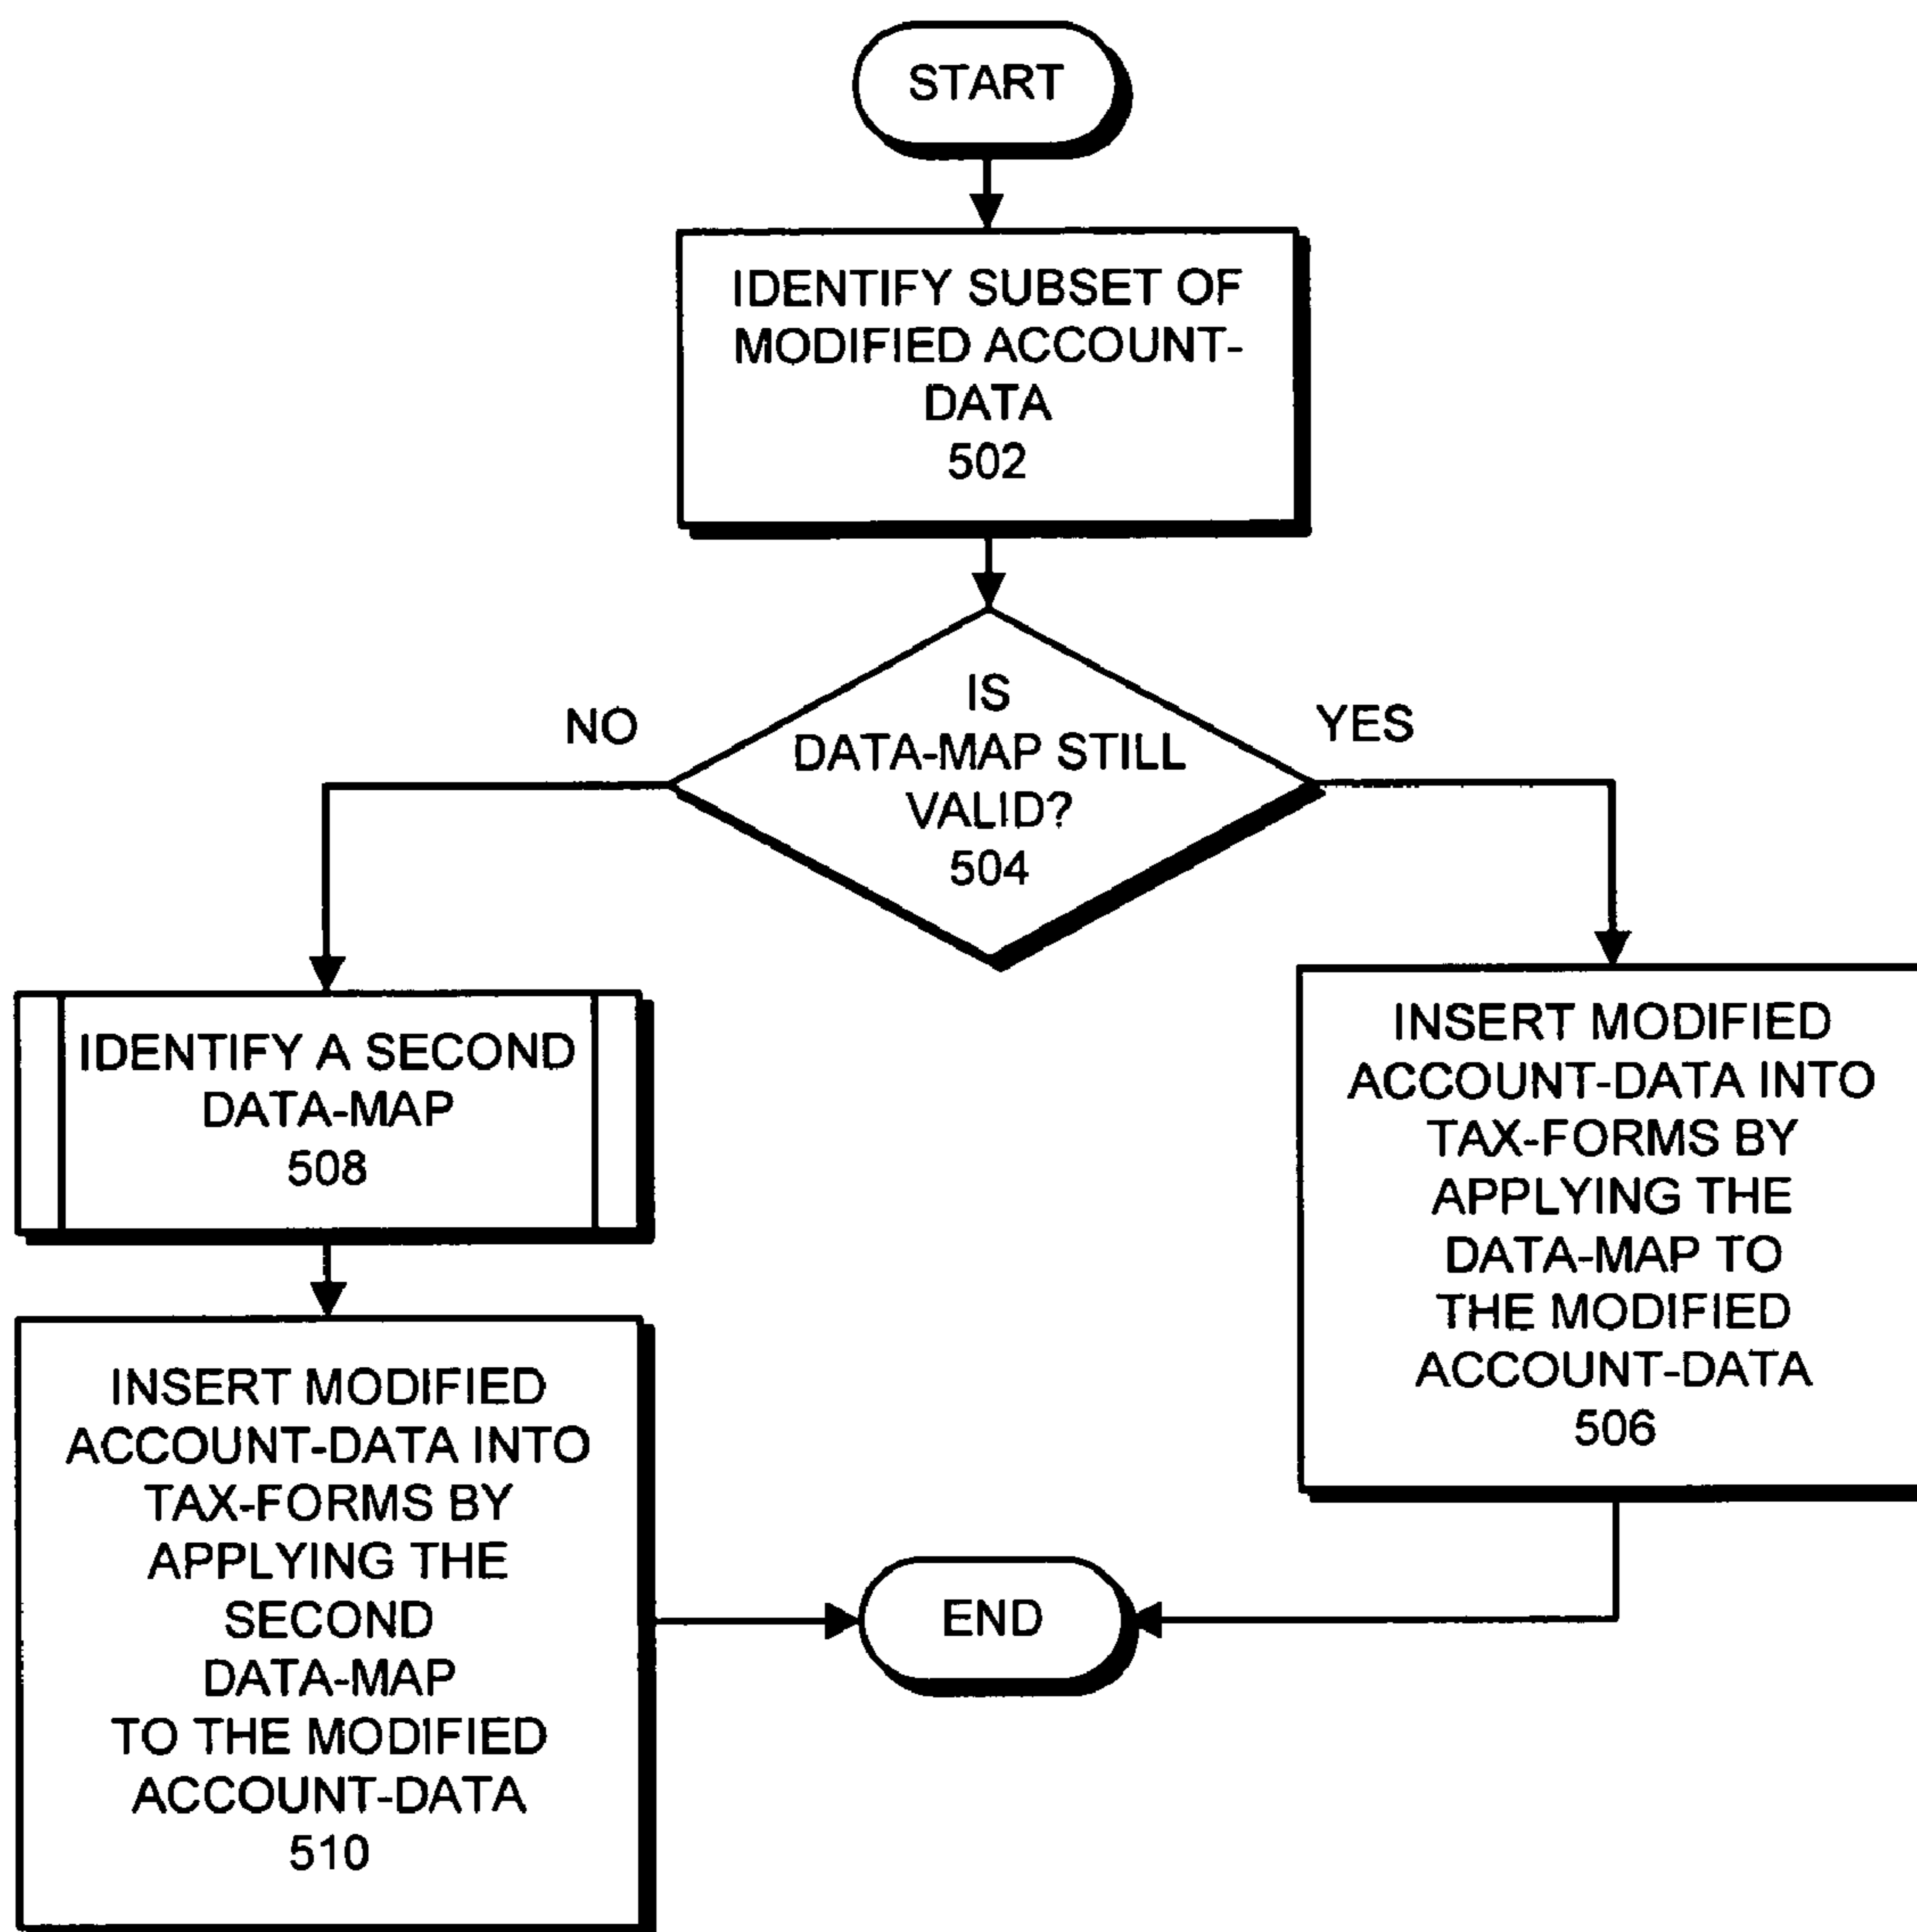 START
IDENTIFY SUBSET OF
MODIFIED ACCOUNT-
DATA
502
IS
DATA-MAP STILL
VALID?
504
NO
YES
IDENTIFY A SECOND
DATA-MAP
508
INSERT MODIFIED
ACCOUNT-DATA INTO
TAX-FORMS BY
APPLYING THE
DATA-MAP TO
THE MODIFIED
ACCOUNT-DATA
506
INSERT MODIFIED
ACCOUNT-DATA INTO
TAX-FORMS BY
APPLYING THE
SECOND
DATA-MAP
TO THE MODIFIED
ACCOUNT-DATA
510
END